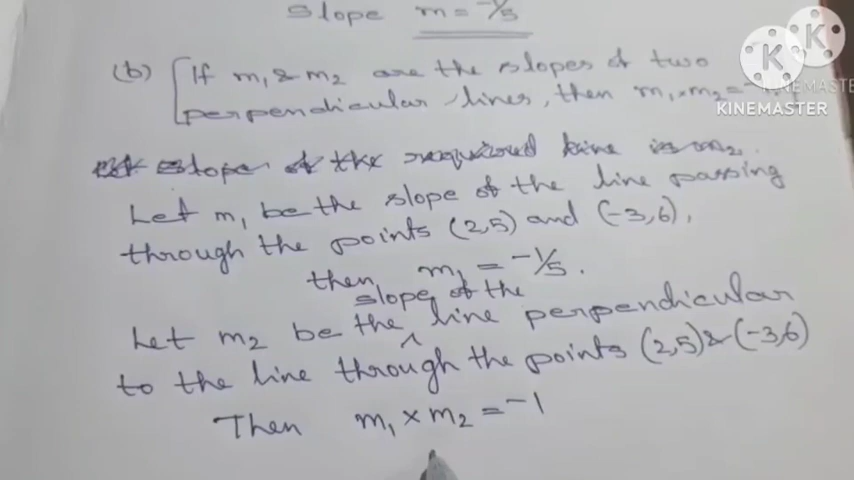 Slope m = -1/5
(b) [If m₁ & m₂ are the slopes of two
perpendicular lines, then m₁ × m₂ = -1
slope of the required line is m₂.
Let m₁ be the slope of the line passing
through the points (2,5) and (-3,6),
then m₁ = -1/5.
slope of the
Let m₂ be the ^ line perpendicular
to the line through the points (2,5) & (-3,6)
Then m₁ × m₂ = -1
KINEMASTER
KINEMASTER